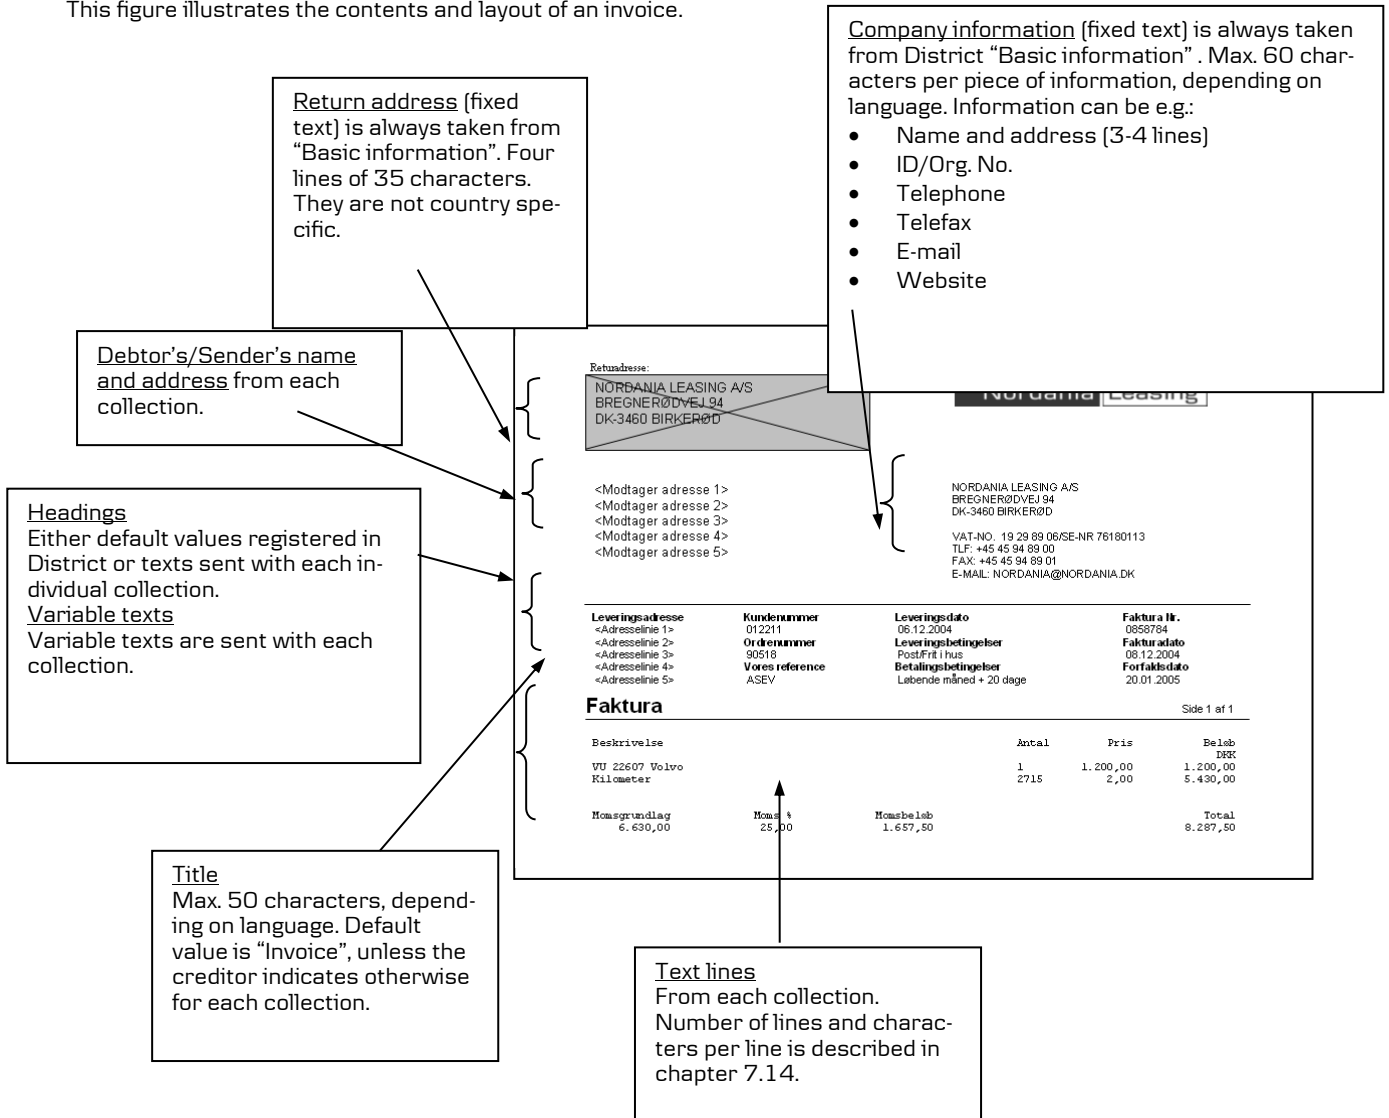 This figure illustrates the contents and layout of an invoice.
Company information (fixed text) is always taken
from District “Basic information” . Max. 60 char-
acters per piece of information, depending on
language. Information can be e.g.:
• Name and address (3-4 lines)
• ID/Org. No.
• Telephone
• Telefax
• E-mail
• Website
Return address (fixed
text) is always taken from
“Basic information”. Four
lines of 35 characters.
They are not country spe-
cific.
Debtor’s/Sender’s name
and address from each
collection.
Headings
Either default values registered in
District or texts sent with each in-
dividual collection.
Variable texts
Variable texts are sent with each
collection.
Returadresse:
NORDANIA LEASING A/S
BREGNERØDVEJ 94
DK-3460 BIRKERØD
Nordania Leasing
<Modtager adresse 1>
<Modtager adresse 2>
<Modtager adresse 3>
<Modtager adresse 4>
<Modtager adresse 5>
NORDANIA LEASING A/S
BREGNERØDVEJ 94
DK-3460 BIRKERØD
VAT-NO. 19 29 89 06/SE-NR 76180113
TLF: +45 45 94 89 00
FAX: +45 45 94 89 01
E-MAIL: NORDANIA@NORDANIA.DK
Leveringsadresse Kundenummer Leveringsdato Faktura Nr.
<Adresselinie 1> 012211 06.12.2004 0858784
<Adresselinie 2> Ordrenummer Leveringsbetingelser Fakturadato
<Adresselinie 3> 90518 Post/Frit i hus 08.12.2004
<Adresselinie 4> Vores reference Betalingsbetingelser Forfaldsdato
<Adresselinie 5> ASEV Løbende måned + 20 dage 20.01.2005
Faktura Side 1 af 1
Beskrivelse Antal Pris Beløb
DKK
VU 22607 Volvo 1 1.200,00 1.200,00
Kilometer 2715 2,00 5.430,00
Momsgrundlag Moms % Momsbeløb Total
6.630,00 25,00 1.657,50 8.287,50
Title
Max. 50 characters, depend-
ing on language. Default
value is “Invoice”, unless the
creditor indicates otherwise
for each collection.
Text lines
From each collection.
Number of lines and charac-
ters per line is described in
chapter 7.14.